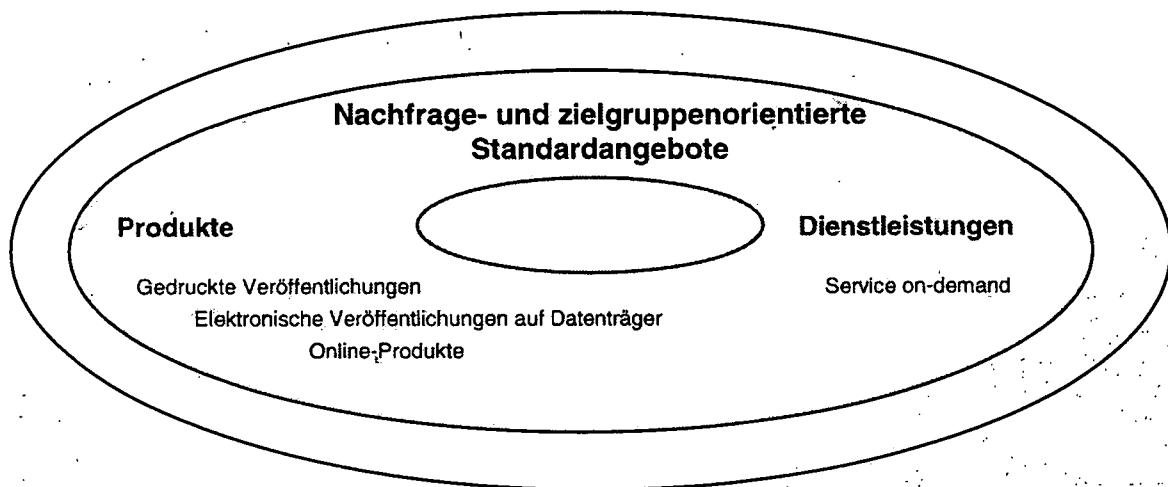 Nachfrage- und zielgruppenorientierte
Standardangebote
Produkte
Dienstleistungen
Gedruckte Veröffentlichungen
Service on-demand
Elektronische Veröffentlichungen auf Datenträger
Online-Produkte